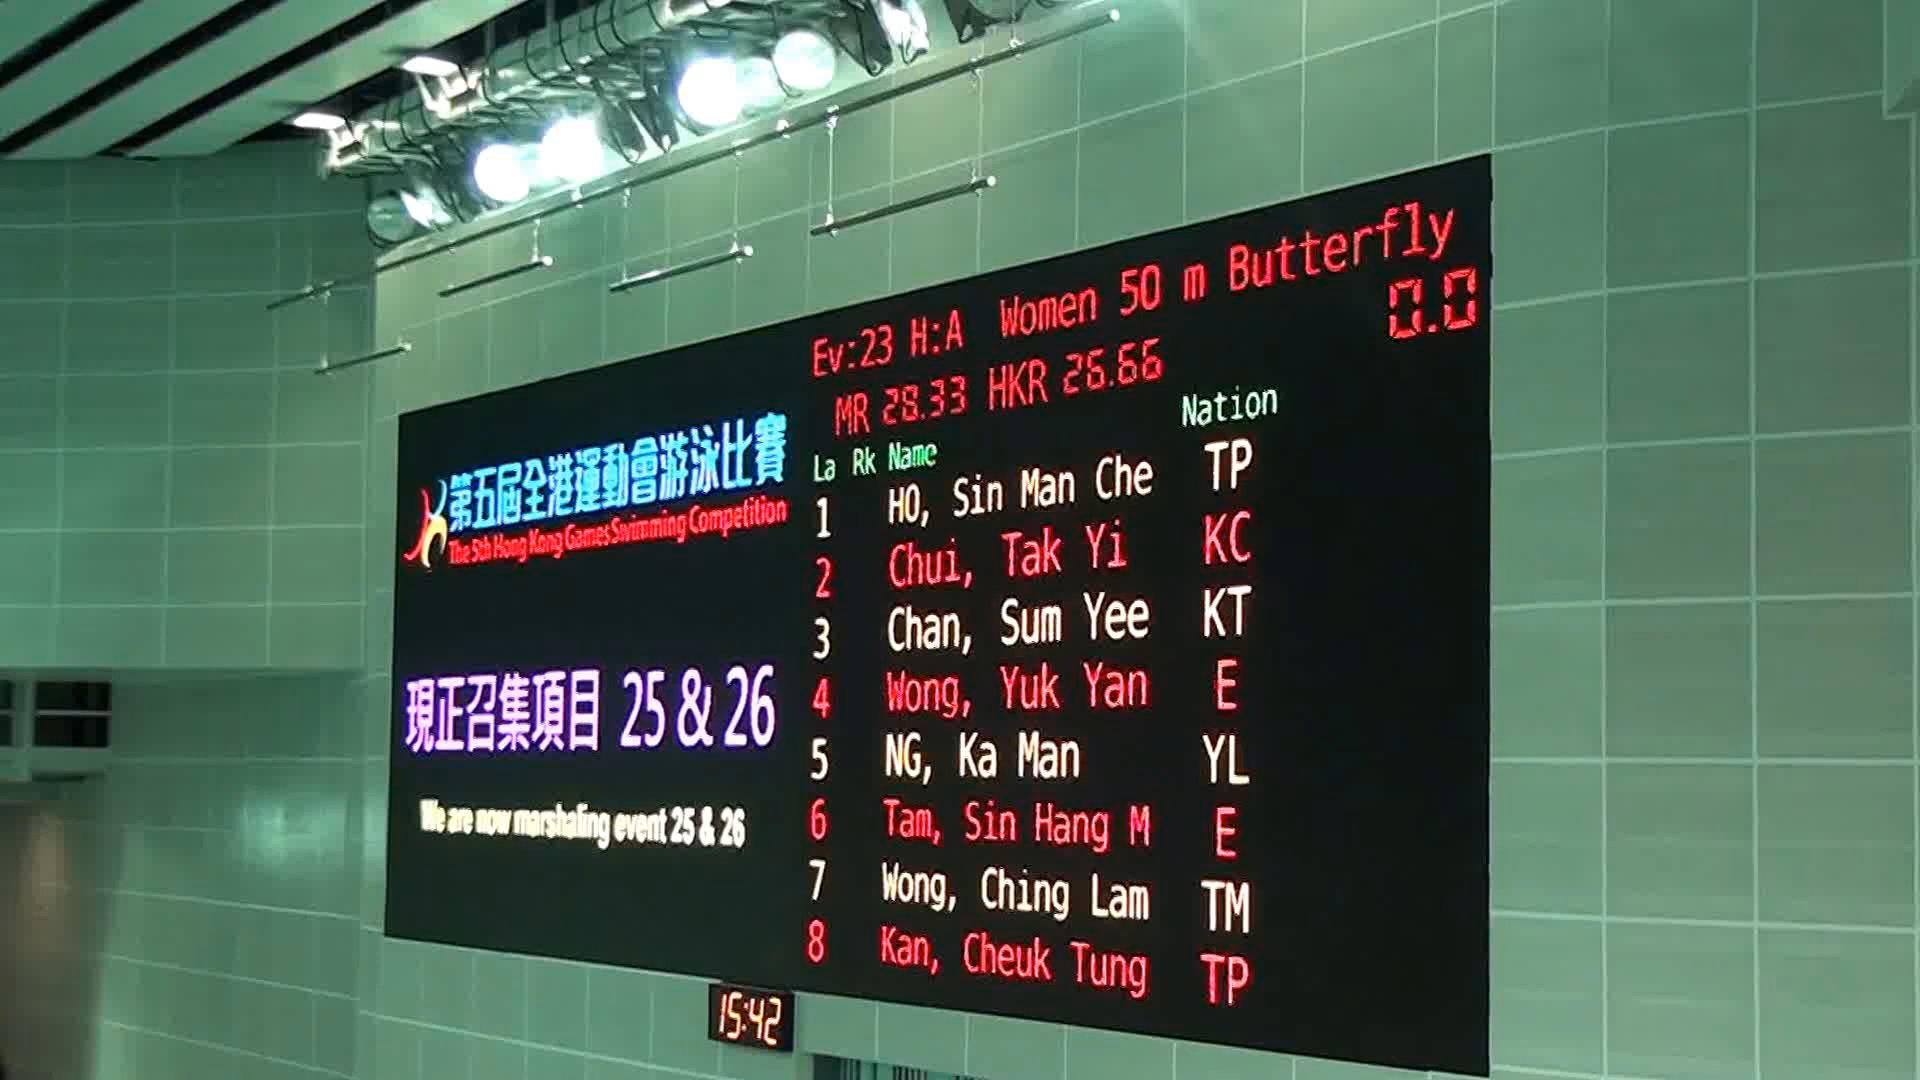 第五屆全港運動會游泳比賽
The 5th Hong Kong Games Swimming Competition
現正召集項目 25 & 26
We are now marshaling event 25 & 26
Ev:23 H:A Women 50 m Butterfly
MR 28.33 HKR 26.66 0.0
La Rk Name Nation
1 HO, Sin Man Che TP
2 Chui, Tak Yi KC
3 Chan, Sum Yee KT
4 Wong, Yuk Yan E
5 NG, Ka Man YL
6 Tam, Sin Hang M E
7 Wong, Ching Lam TM
8 Kan, Cheuk Tung TP
15:42